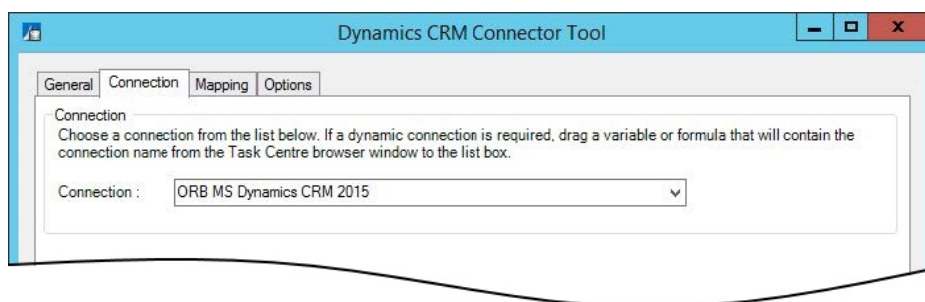 Dynamics CRM Connector Tool
General Connection Mapping Options
Connection
Choose a connection from the list below. If a dynamic connection is required, drag a variable or formula that will contain the
connection name from the Task Centre browser window to the list box.
Connection : ORB MS Dynamics CRM 2015